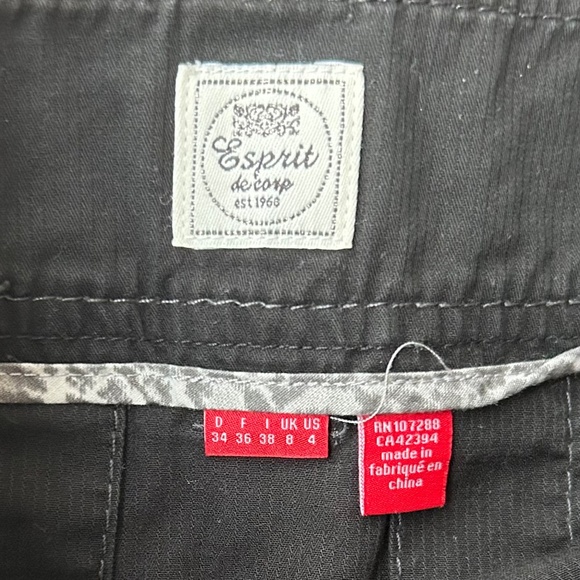 Esprit
de corp
est 1968
D F I UK US
34 36 38 8 4
RN107288
CA42394
made in
fabriqué en
china